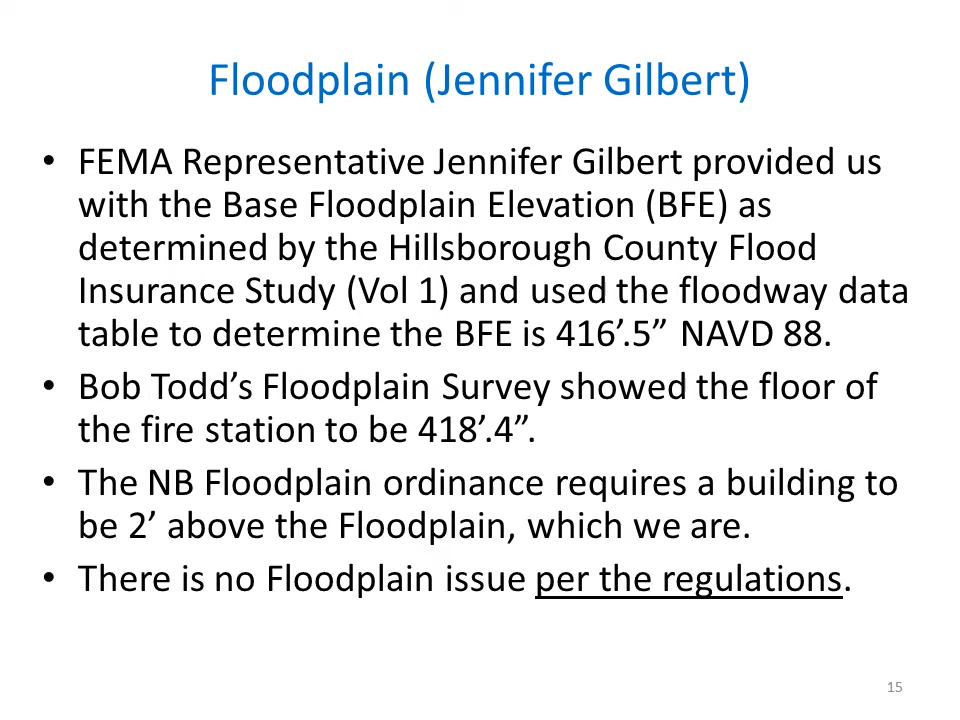 Floodplain (Jennifer Gilbert)
• FEMA Representative Jennifer Gilbert provided us
with the Base Floodplain Elevation (BFE) as
determined by the Hillsborough County Flood
Insurance Study (Vol 1) and used the floodway data
table to determine the BFE is 416’.5” NAVD 88.
• Bob Todd’s Floodplain Survey showed the floor of
the fire station to be 418’.4”.
• The NB Floodplain ordinance requires a building to
be 2’ above the Floodplain, which we are.
• There is no Floodplain issue per the regulations.
15